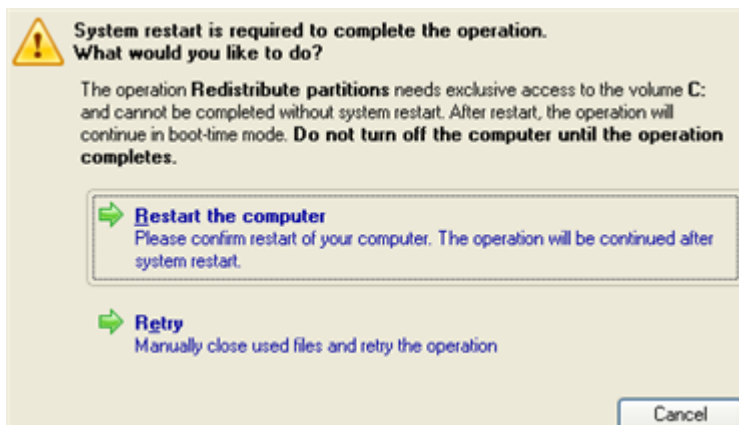 System restart is required to complete the operation.
What would you like to do?
The operation Redistribute partitions needs exclusive access to the volume C:
and cannot be completed without system restart. After restart, the operation will
continue in boot-time mode. Do not turn off the computer until the operation
completes.
Restart the computer
Please confirm restart of your computer. The operation will be continued after
system restart.
Retry
Manually close used files and retry the operation
Cancel